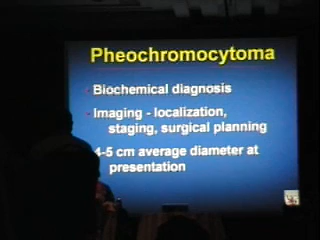 Pheochromocytoma
Biochemical diagnosis
Imaging - localization,
staging, surgical planning
4-5 cm average diameter at
presentation